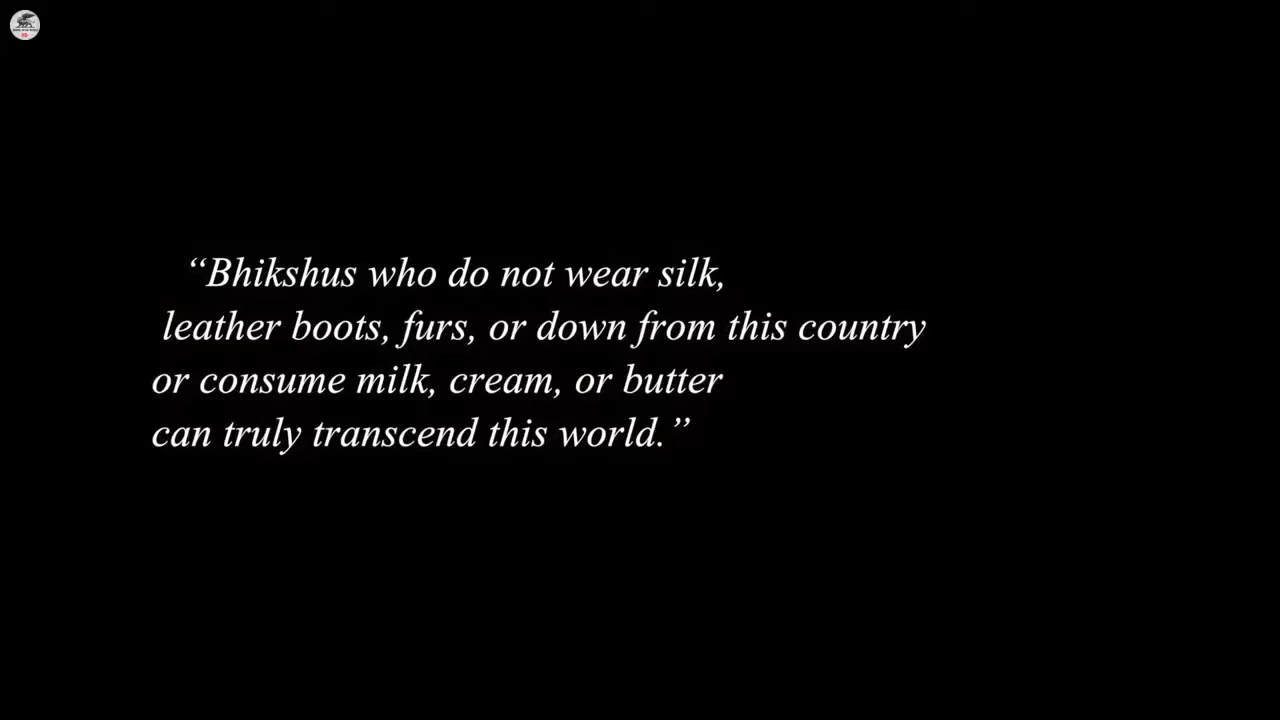 “Bhikshus who do not wear silk,
leather boots, furs, or down from this country
or consume milk, cream, or butter
can truly transcend this world.”